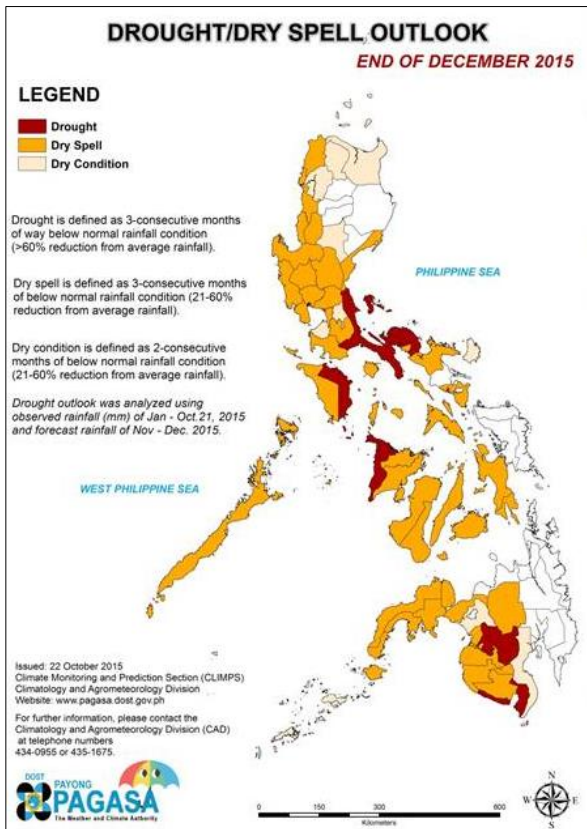 DROUGHT/DRY SPELL OUTLOOK
END OF DECEMBER 2015
LEGEND
Drought
Dry Spell
Dry Condition
Drought is defined as 3-consecutive months
of way below normal rainfall condition
(>60% reduction from average rainfall).
Dry spell is defined as 3-consecutive months
of below normal rainfall condition (21-60%
reduction from average rainfall).
Dry condition is defined as 2-consecutive
months of below normal rainfall condition
(21-60% reduction from average rainfall).
Drought outlook was analyzed using
observed rainfall (mm) of Jan - Oct.21, 2015
and forecast rainfall of Nov - Dec. 2015.
PHILIPPINE SEA
WEST PHILIPPINE SEA
Issued: 22 October 2015
Climate Monitoring and Prediction Section (CLIMPS)
Climatology and Agrometeorology Division
Website: www.pagasa.dost.gov.ph
For further information, please contact the
Climatology and Agrometeorology Division (CAD)
at telephone numbers
434-0955 or 435-1675.
DOST
PAYONG
PAGASA
The Weather and Climate Authority
0 150 300 600
Kilometers
N
W E
S